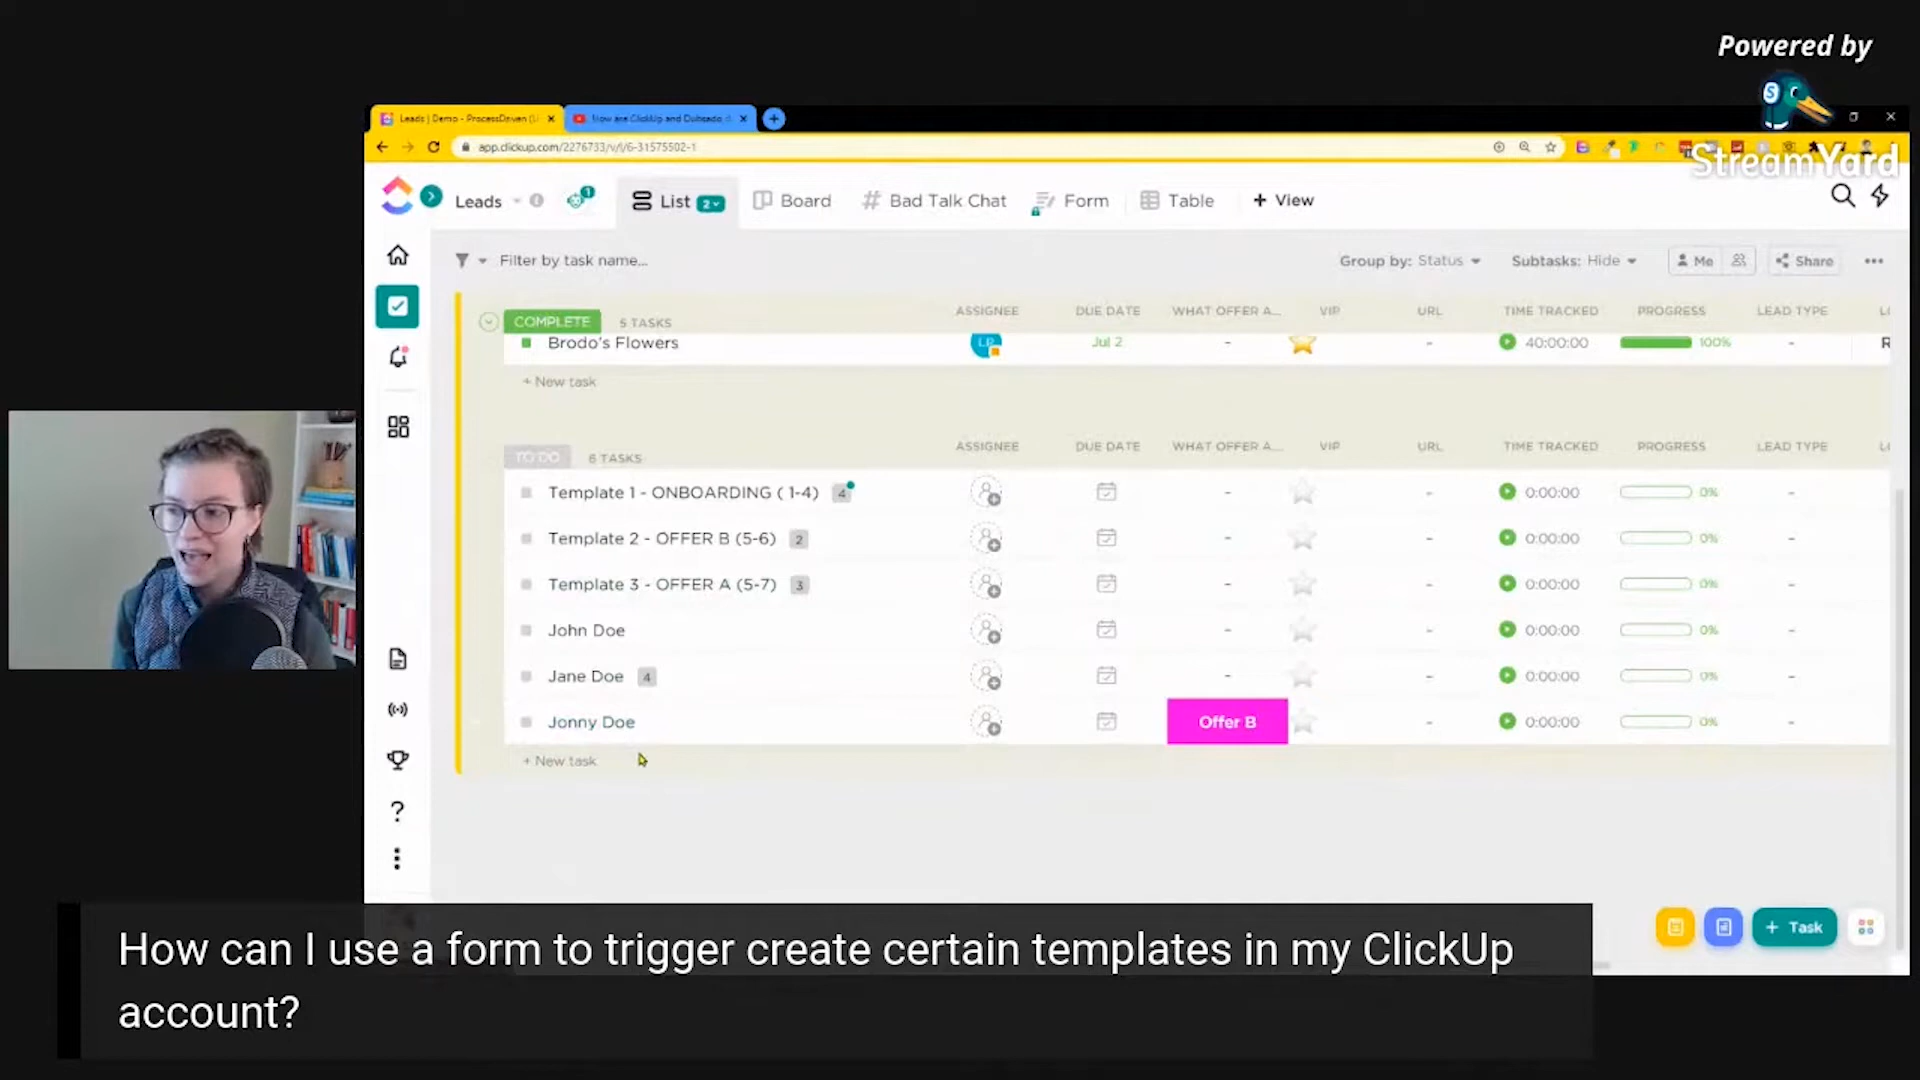 Powered by
StreamYard
Leads | Demo - ProcessDriven (L
How are ClickUp and Dubsado d
app.clickup.com/2276733/v/l/6-31575502-1
Leads
1
List 2
Board
# Bad Talk Chat
Form
Table
+ View
Filter by task name...
Group by: Status
Subtasks: Hide
Me
Share
COMPLETE 5 TASKS ASSIGNEE DUE DATE WHAT OFFER A... VIP URL TIME TRACKED PROGRESS LEAD TYPE
Brodo's Flowers LP Jul 2 - 40:00:00 100% - R
+ New task
TO DO 6 TASKS ASSIGNEE DUE DATE WHAT OFFER A... VIP URL TIME TRACKED PROGRESS LEAD TYPE
Template 1 - ONBOARDING ( 1-4) 4 - - 0:00:00 0% -
Template 2 - OFFER B (5-6) 2 - - 0:00:00 0% -
Template 3 - OFFER A (5-7) 3 - - 0:00:00 0% -
John Doe - - 0:00:00 0% -
Jane Doe 4 - - 0:00:00 0% -
Jonny Doe Offer B - 0:00:00 0% -
+ New task
+ Task
How can I use a form to trigger create certain templates in my ClickUp
account?